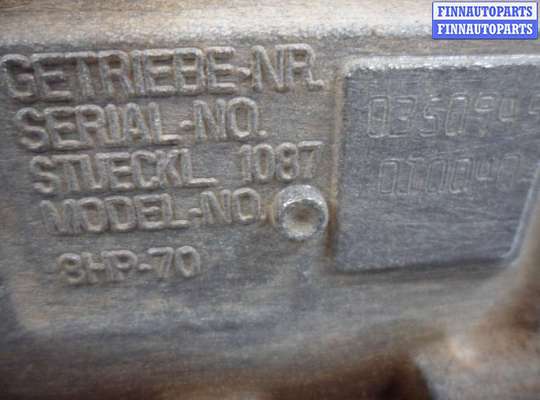 FINNAUTOPARTS
FINNAUTOPARTS
GETRIEBE-NR.
SERIAL-NO.
STUECKL. 1087
MODEL-NO.
8HP-70